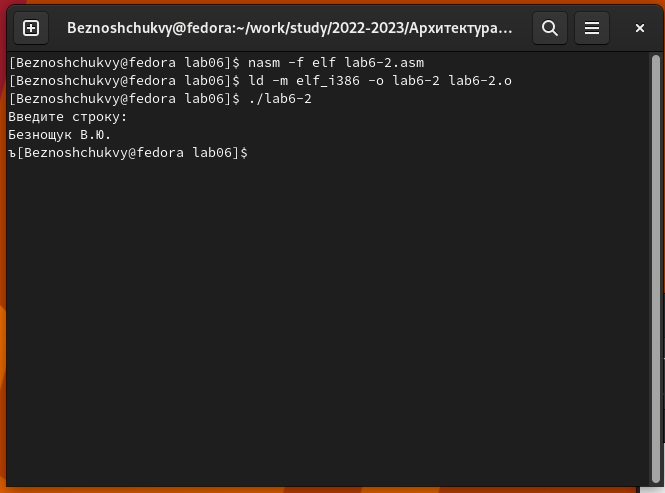 Beznoshchukvy@fedora:~/work/study/2022-2023/Архитектура...
[Beznoshchukvy@fedora lab06]$ nasm -f elf lab6-2.asm
[Beznoshchukvy@fedora lab06]$ ld -m elf_i386 -o lab6-2 lab6-2.o
[Beznoshchukvy@fedora lab06]$ ./lab6-2
Введите строку:
Безнощук В.Ю.
ъ[Beznoshchukvy@fedora lab06]$